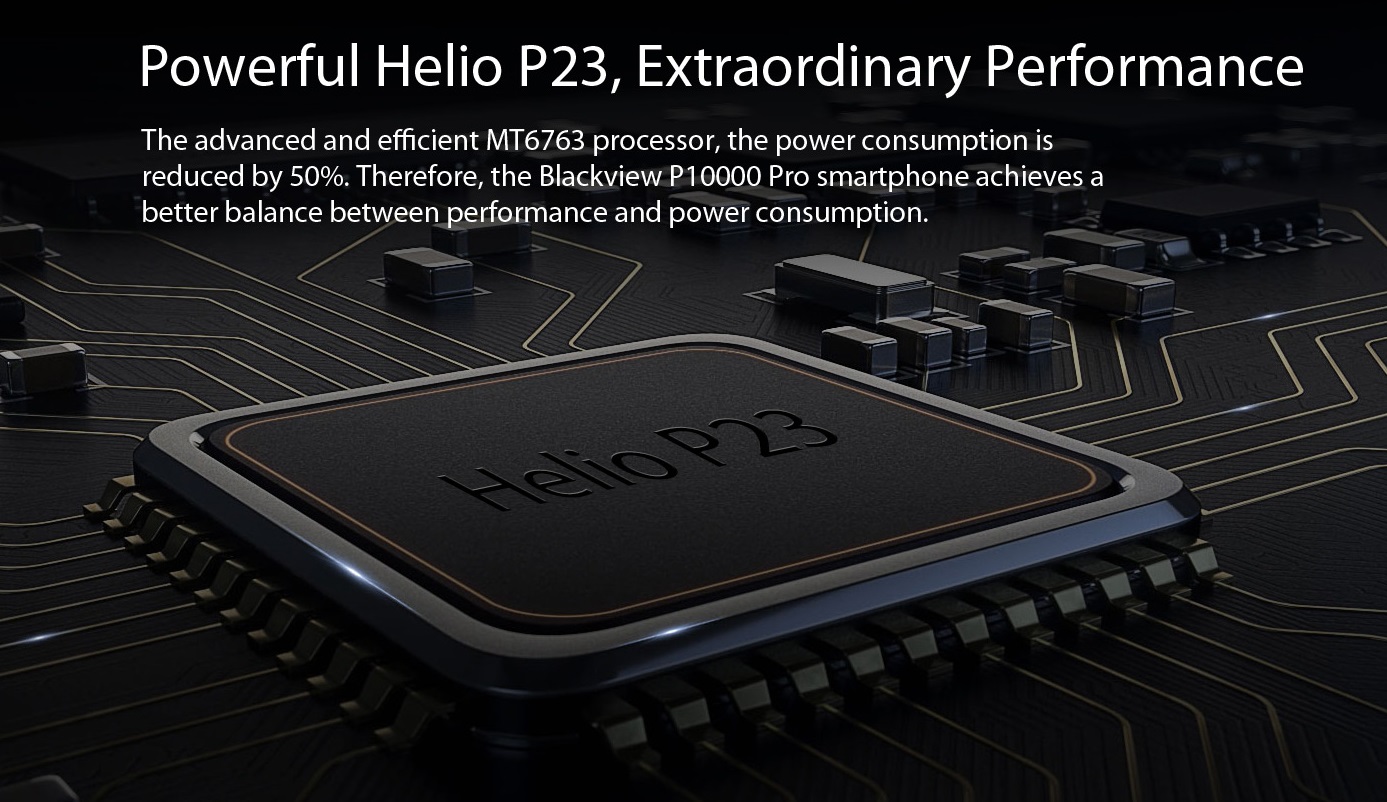 Powerful Helio P23, Extraordinary Performance
The advanced and efficient MT6763 processor, the power consumption is
reduced by 50%. Therefore, the Blackview P10000 Pro smartphone achieves a
better balance between performance and power consumption.
Helio P23